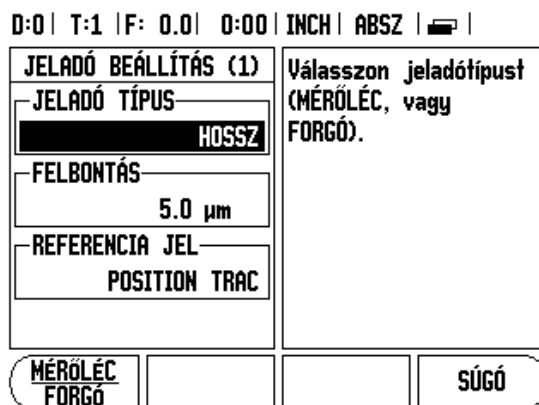 D:0 | T:1 | F: 0.0 | 0:00 | INCH | ABSZ |
JELADÓ BEÁLLÍTÁS (1)
JELADÓ TÍPUS
HOSSZ
FELBONTÁS
5.0 µm
REFERENCIA JEL
POSITION TRAC
Válasszon jeladótípust
(MÉRŐLÉC, vagy
FORGÓ).
MÉRŐLÉC
FORGÓ
SÚGÓ